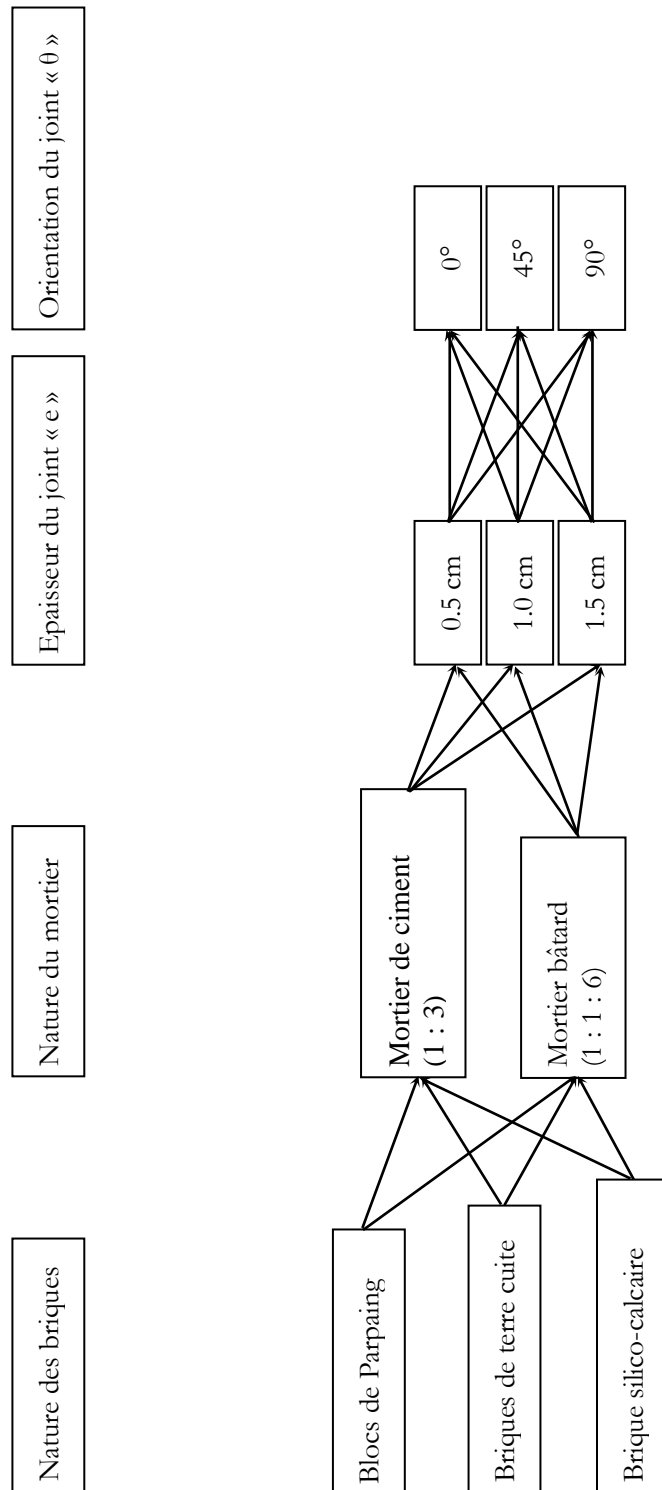 Nature des briques
Nature du mortier
Epaisseur du joint « e »
Orientation du joint « θ »
Blocs de Parpaing
Briques de terre cuite
Brique silico-calcaire
Mortier de ciment
(1 : 3)
Mortier bâtard
(1 : 1 : 6)
0.5 cm
1.0 cm
1.5 cm
0°
45°
90°